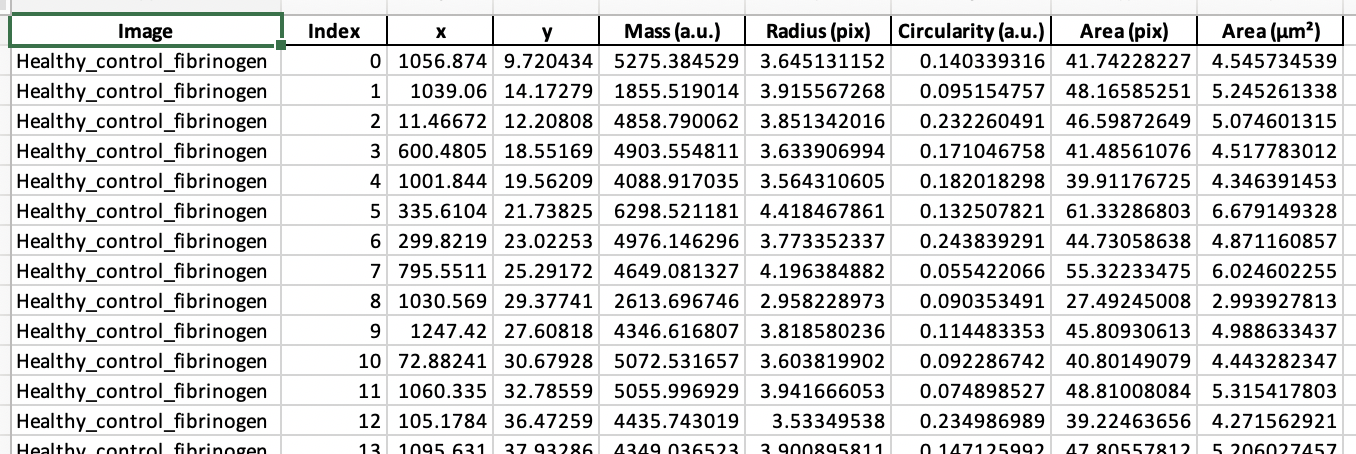 Image Index x y Mass (a.u.) Radius (pix) Circularity (a.u.) Area (pix) Area (µm²)
Healthy_control_fibrinogen 0 1056.874 9.720434 5275.384529 3.645131152 0.140339316 41.74228227 4.545734539
Healthy_control_fibrinogen 1 1039.06 14.17279 1855.519014 3.915567268 0.095154757 48.16585251 5.245261338
Healthy_control_fibrinogen 2 11.46672 12.20808 4858.790062 3.851342016 0.232260491 46.59872649 5.074601315
Healthy_control_fibrinogen 3 600.4805 18.55169 4903.554811 3.633906994 0.171046758 41.48561076 4.517783012
Healthy_control_fibrinogen 4 1001.844 19.56209 4088.917035 3.564310605 0.182018298 39.91176725 4.346391453
Healthy_control_fibrinogen 5 335.6104 21.73825 6298.521181 4.418467861 0.132507821 61.33286803 6.679149328
Healthy_control_fibrinogen 6 299.8219 23.02253 4976.146296 3.773352337 0.243839291 44.73058638 4.871160857
Healthy_control_fibrinogen 7 795.5511 25.29172 4649.081327 4.196384882 0.055422066 55.32233475 6.024602255
Healthy_control_fibrinogen 8 1030.569 29.37741 2613.696746 2.958228973 0.090353491 27.49245008 2.993927813
Healthy_control_fibrinogen 9 1247.42 27.60818 4346.616807 3.818580236 0.114483353 45.80930613 4.988633437
Healthy_control_fibrinogen 10 72.88241 30.67928 5072.531657 3.603819902 0.092286742 40.80149079 4.443282347
Healthy_control_fibrinogen 11 1060.335 32.78559 5055.996929 3.941666053 0.074898527 48.81008084 5.315417803
Healthy_control_fibrinogen 12 105.1784 36.47259 4435.743019 3.53349538 0.234986989 39.22463656 4.271562921
Healthy_control_fibrinogen 13 1095.631 37.93286 4349.036523 3.900895811 0.147125992 47.80557812 5.206027457